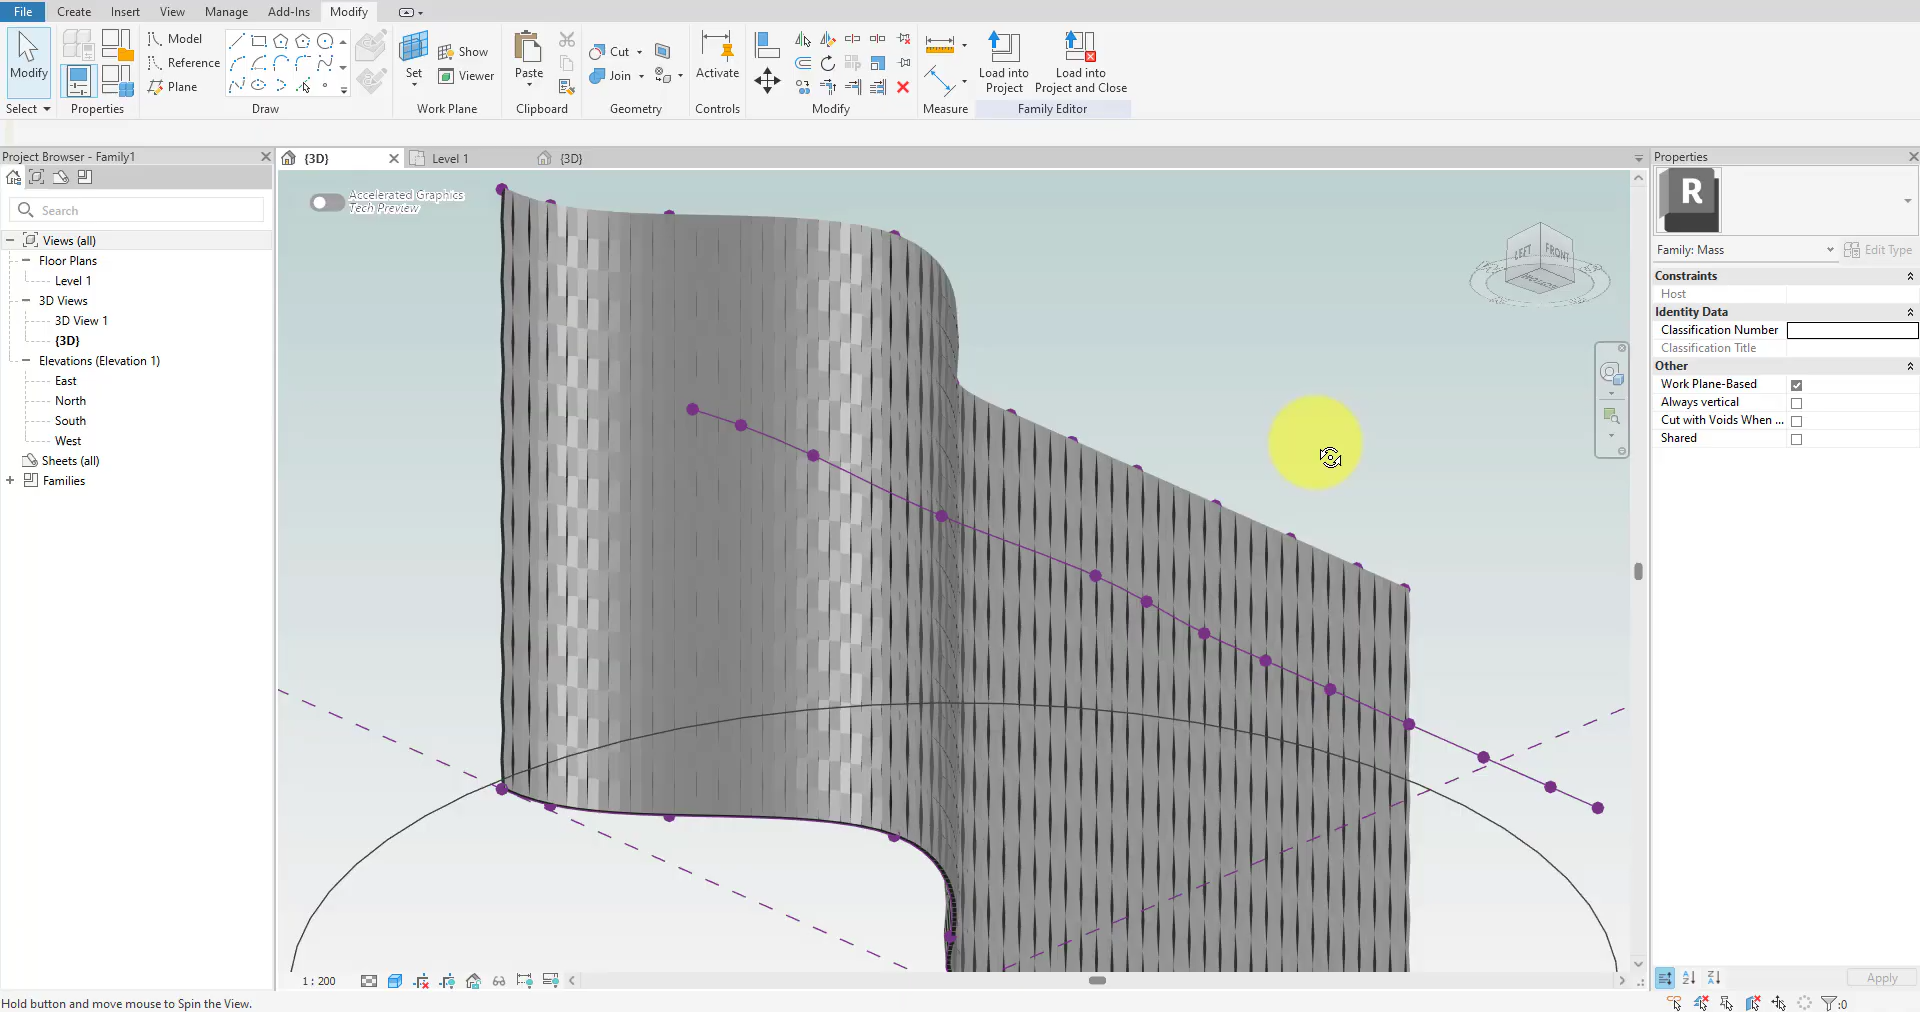 File Create Insert View Manage Add-Ins Modify
Modify
Select
Properties
Model
Reference
Plane
Draw
Set
Show
Viewer
Work Plane
Paste
Clipboard
Cut
Join
Geometry
Activate
Controls
Modify
Measure
Load into
Project
Load into
Project and Close
Family Editor
Project Browser - Family1
{3D}
Level 1
{3D}
Properties
Search
Views (all)
Floor Plans
Level 1
3D Views
3D View 1
{3D}
Elevations (Elevation 1)
East
North
South
West
Sheets (all)
Families
Accelerated Graphics
Tech Preview
LEFT
FRONT
R
Family: Mass
Edit Type
Constraints
Host
Identity Data
Classification Number
Classification Title
Other
Work Plane-Based
Always vertical
Cut with Voids When ...
Shared
1 : 200
Apply
Hold button and move mouse to Spin the View.
:0